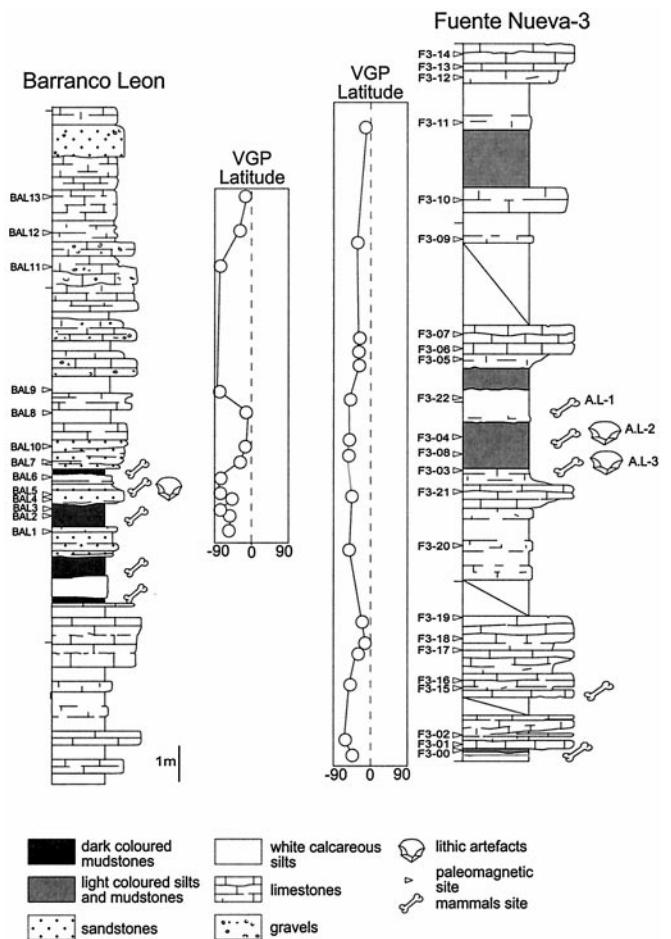 Fuente Nueva-3
Barranco Leon
VGP
Latitude
VGP
Latitude
BAL13
BAL12
BAL11
BAL9
BAL8
BAL10
BAL7
BAL6
BAL5
BAL4
BAL3
BAL2
BAL1
-90 0 90
1m
-90 0 90
F3-14
F3-13
F3-12
F3-11
F3-10
F3-09
F3-07
F3-06
F3-05
F3-22
F3-04
F3-08
F3-03
F3-21
F3-20
F3-19
F3-18
F3-17
F3-16
F3-15
F3-02
F3-01
F3-00
A.L-1
A.L-2
A.L-3
dark coloured
mudstones
light coloured silts
and mudstones
sandstones
white calcareous
silts
limestones
gravels
lithic artefacts
paleomagnetic
site
mammals site